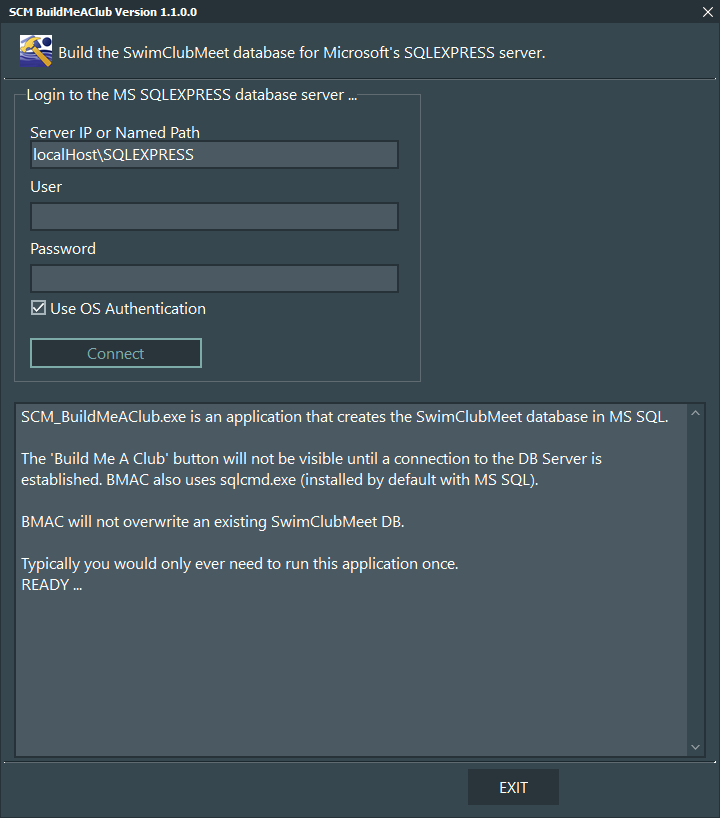 SCM BuildMeAClub Version 1.1.0.0
Build the SwimClubMeet database for Microsoft's SQLEXPRESS server.
Login to the MS SQLEXPRESS database server ...
Server IP or Named Path
localHost\SQLEXPRESS
User
Password
Use OS Authentication
Connect
SCM_BuildMeAClub.exe is an application that creates the SwimClubMeet database in MS SQL.
The 'Build Me A Club' button will not be visible until a connection to the DB Server is
established. BMAC also uses sqlcmd.exe (installed by default with MS SQL).
BMAC will not overwrite an existing SwimClubMeet DB.
Typically you would only ever need to run this application once.
READY ...
EXIT